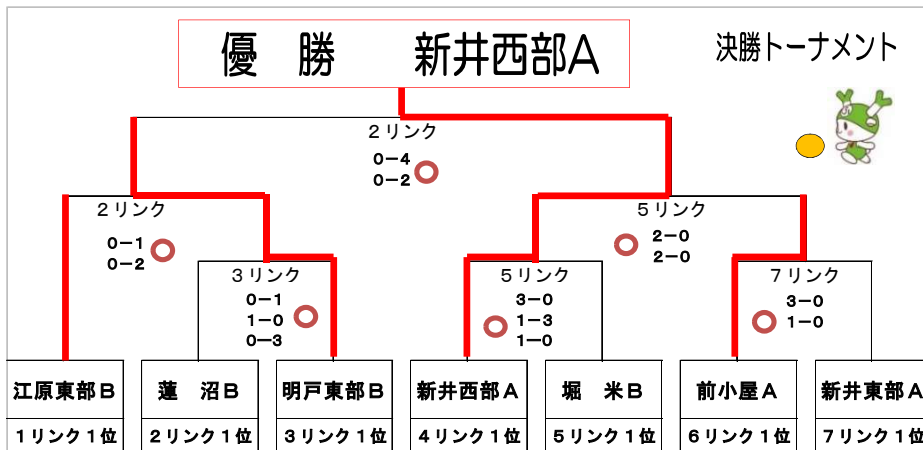 優　勝　　新井西部A
決勝トーナメント
２リンク
0－4
0－2
２リンク
0－1
0－2
５リンク
2－0
2－0
３リンク
0－1
1－0
0－3
５リンク
3－0
1－3
1－0
７リンク
3－0
1－0
江原東部B
蓮　沼B
明戸東部B
新井西部A
堀　米B
前小屋A
新井東部A
1リンク1位
2リンク1位
3リンク1位
4リンク1位
5リンク1位
6リンク1位
7リンク1位